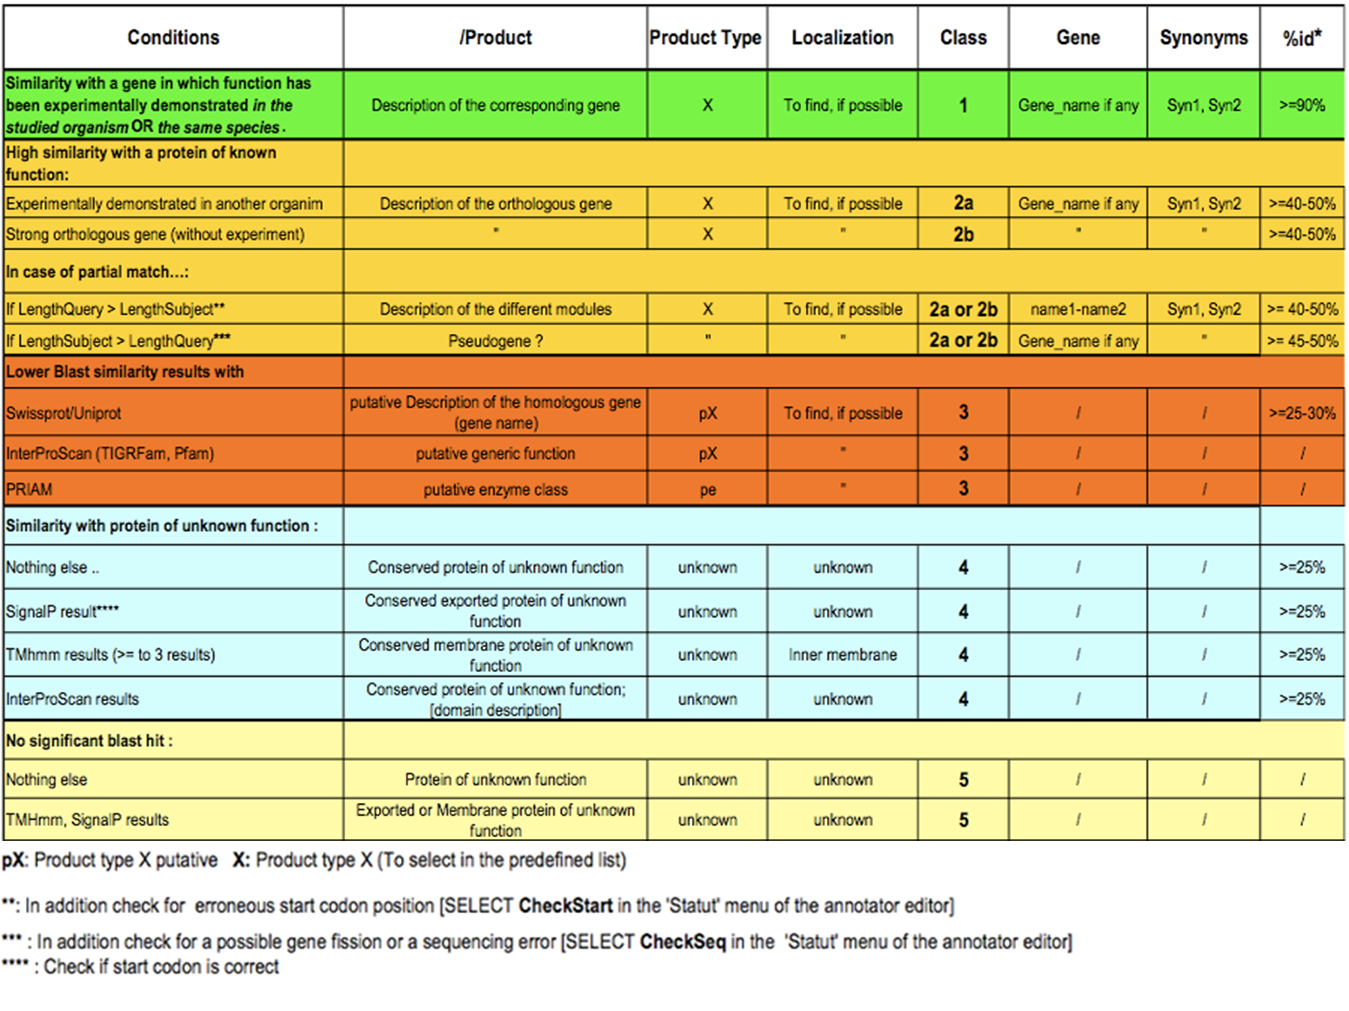 Conditions /Product Product Type Localization Class Gene Synonyms %id*
Similarity with a gene in which function has
been experimentally demonstrated in the
studied organism OR the same species.
Description of the corresponding gene X To find, if possible 1 Gene_name if any Syn1, Syn2 >=90%
High similarity with a protein of known
function:
Experimentally demonstrated in another organim Description of the orthologous gene X To find, if possible 2a Gene_name if any Syn1, Syn2 >=40-50%
Strong orthologous gene (without experiment) " X " 2b " " >=40-50%
In case of partial match...:
If LengthQuery > LengthSubject** Description of the different modules X To find, if possible 2a or 2b name1-name2 Syn1, Syn2 >= 40-50%
If LengthSubject > LengthQuery*** Pseudogene ? " " 2a or 2b Gene_name if any " >= 45-50%
Lower Blast similarity results with
Swissprot/Uniprot putative Description of the homologous gene
(gene name) pX To find, if possible 3 / / >=25-30%
InterProScan (TIGRFam, Pfam) putative generic function pX " 3 / / /
PRIAM putative enzyme class pe " 3 / / /
Similarity with protein of unknown function :
Nothing else .. Conserved protein of unknown function unknown unknown 4 / / >=25%
SignalP result**** Conserved exported protein of unknown
function unknown unknown 4 / / >=25%
TMhmm results (>= to 3 results) Conserved membrane protein of unknown
function unknown Inner membrane 4 / / >=25%
InterProScan results Conserved protein of unknown function;
[domain description] unknown unknown 4 / / >=25%
No significant blast hit :
Nothing else Protein of unknown function unknown unknown 5 / / /
TMHmm, SignalP results Exported or Membrane protein of unknown
function unknown unknown 5 / / /
pX: Product type X putative X: Product type X (To select in the predefined list)
**: In addition check for erroneous start codon position [SELECT CheckStart in the 'Statut' menu of the annotator editor]
*** : In addition check for a possible gene fission or a sequencing error [SELECT CheckSeq in the 'Statut' menu of the annotator editor]
**** : Check if start codon is correct